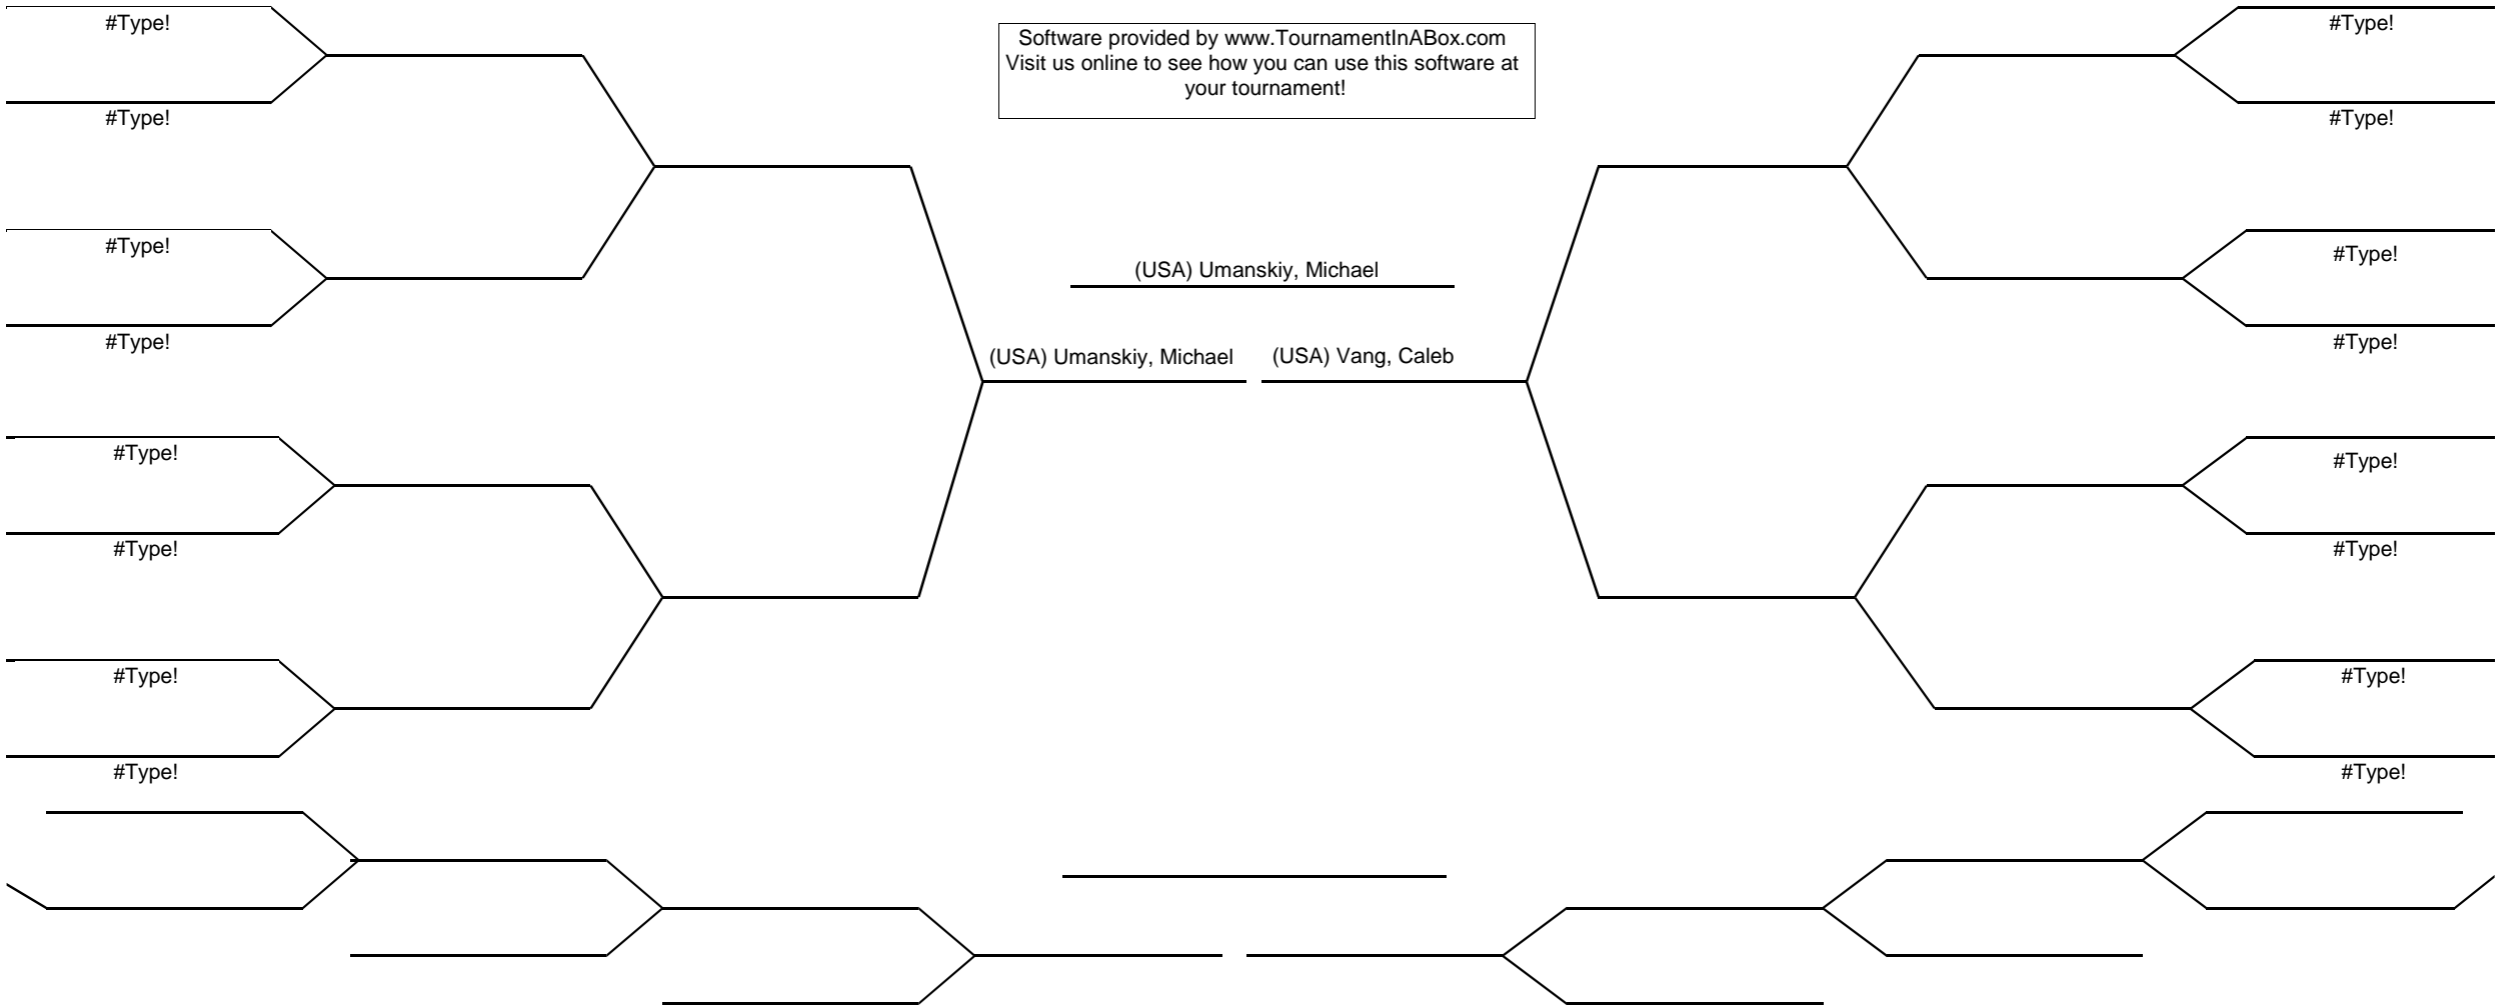 #Type!
#Type!
Software provided by www.TournamentInABox.com
Visit us online to see how you can use this software at
your tournament!
#Type!
#Type!
#Type!
#Type!
(USA) Umanskiy, Michael
#Type!
#Type!
(USA) Umanskiy, Michael
(USA) Vang, Caleb
#Type!
#Type!
#Type!
#Type!
#Type!
#Type!
#Type!
#Type!